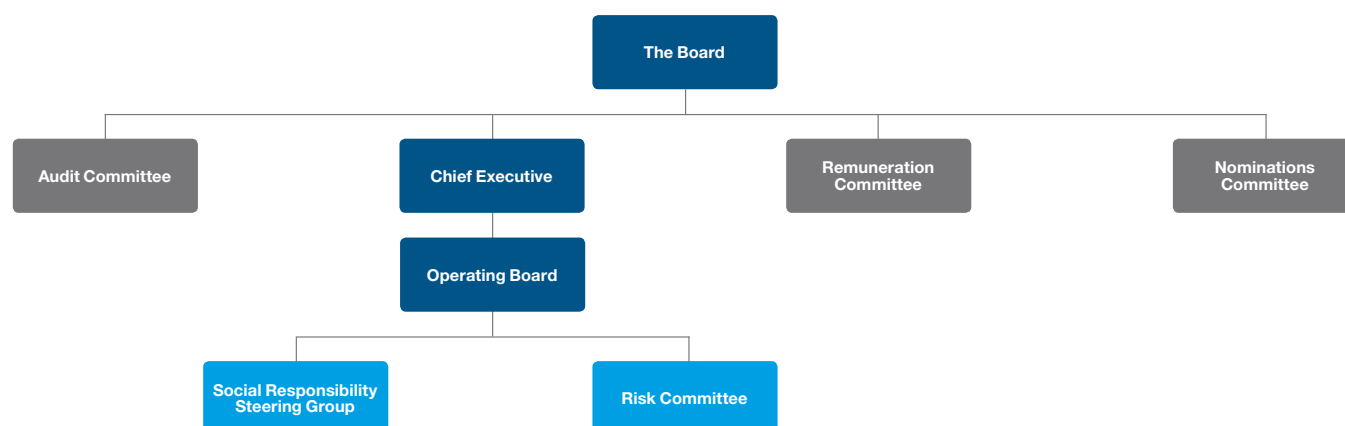 The Board
Audit Committee
Chief Executive
Remuneration
Committee
Nominations
Committee
Operating Board
Social Responsibility
Steering Group
Risk Committee